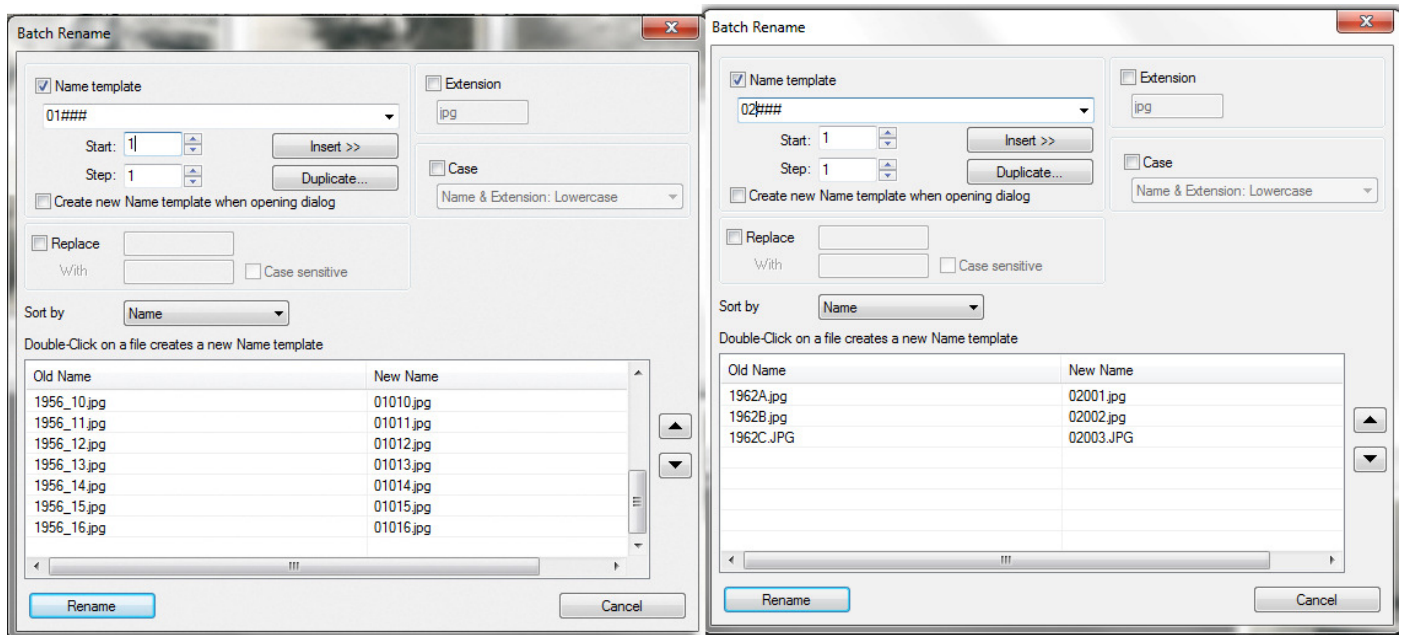 Batch Rename
Name template
01###
Start: 1
Insert >>
Step: 1
Duplicate...
Create new Name template when opening dialog
Extension
jpg
Case
Name & Extension: Lowercase
Replace
With
Case sensitive
Sort by Name
Double-Click on a file creates a new Name template
Old Name New Name
1956_10.jpg 01010.jpg
1956_11.jpg 01011.jpg
1956_12.jpg 01012.jpg
1956_13.jpg 01013.jpg
1956_14.jpg 01014.jpg
1956_15.jpg 01015.jpg
1956_16.jpg 01016.jpg
Rename Cancel
Batch Rename
Name template
02###
Start: 1
Insert >>
Step: 1
Duplicate...
Create new Name template when opening dialog
Extension
jpg
Case
Name & Extension: Lowercase
Replace
With
Case sensitive
Sort by Name
Double-Click on a file creates a new Name template
Old Name New Name
1962A.jpg 02001.jpg
1962B.jpg 02002.jpg
1962C.JPG 02003.JPG
Rename Cancel